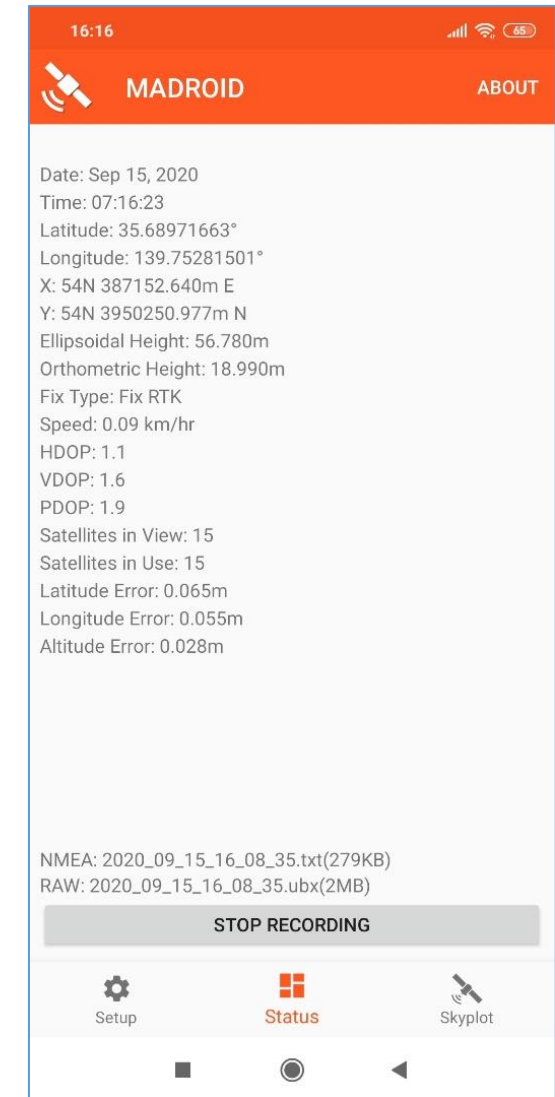 16:16
65
MADROID
ABOUT
Date: Sep 15, 2020
Time: 07:16:23
Latitude: 35.68971663°
Longitude: 139.75281501°
X: 54N 387152.640m E
Y: 54N 3950250.977m N
Ellipsoidal Height: 56.780m
Orthometric Height: 18.990m
Fix Type: Fix RTK
Speed: 0.09 km/hr
HDOP: 1.1
VDOP: 1.6
PDOP: 1.9
Satellites in View: 15
Satellites in Use: 15
Latitude Error: 0.065m
Longitude Error: 0.055m
Altitude Error: 0.028m
NMEA: 2020_09_15_16_08_35.txt(279KB)
RAW: 2020_09_15_16_08_35.ubx(2MB)
STOP RECORDING
Setup
Status
Skyplot